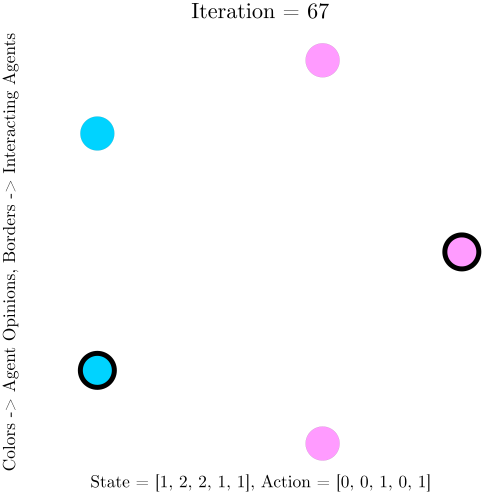 Iteration = 67
Colors -> Agent Opinions, Borders -> Interacting Agents
State = [1, 2, 2, 1, 1], Action = [0, 0, 1, 0, 1]